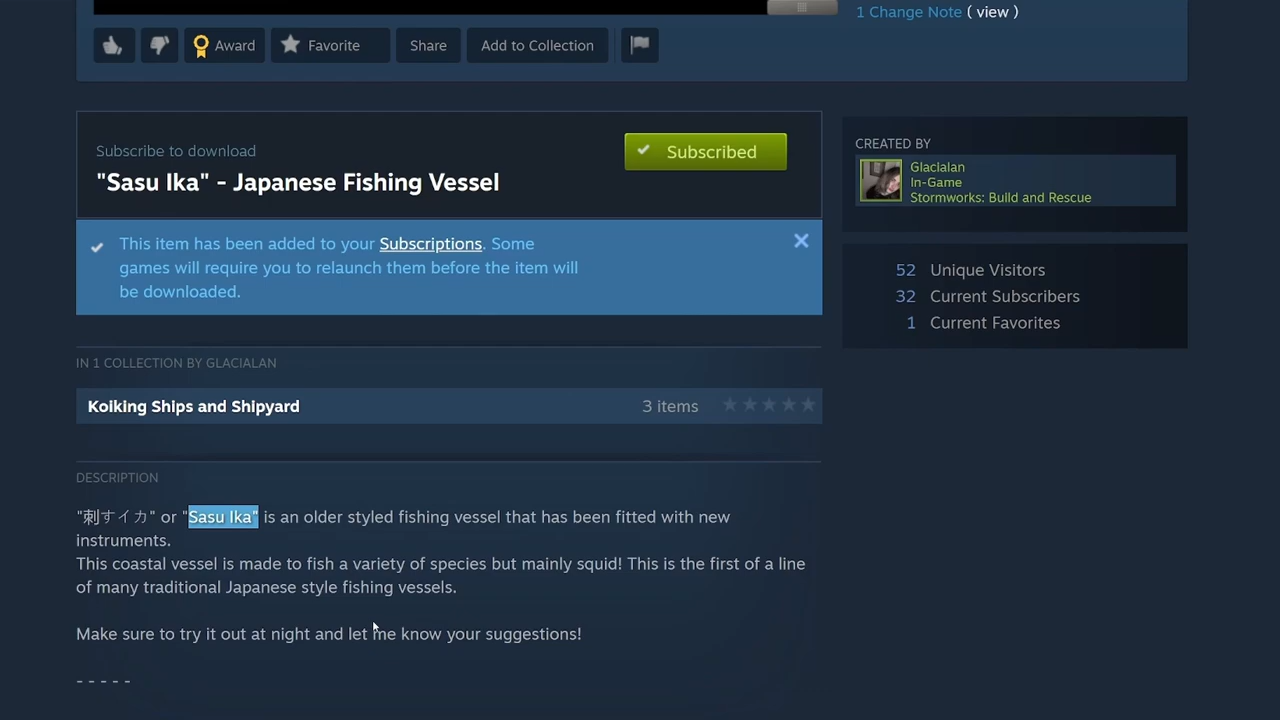 1 Change Note ( view )
Award
Favorite
Share
Add to Collection
Subscribe to download
"Sasu Ika" - Japanese Fishing Vessel
Subscribed
This item has been added to your Subscriptions. Some
games will require you to relaunch them before the item will
be downloaded.
CREATED BY
Glacialan
In-Game
Stormworks: Build and Rescue
52 Unique Visitors
32 Current Subscribers
1 Current Favorites
IN 1 COLLECTION BY GLACIALAN
Koiking Ships and Shipyard 3 items
DESCRIPTION
"刺すイカ" or "Sasu Ika" is an older styled fishing vessel that has been fitted with new
instruments.
This coastal vessel is made to fish a variety of species but mainly squid! This is the first of a line
of many traditional Japanese style fishing vessels.
Make sure to try it out at night and let me know your suggestions!
- - - - -